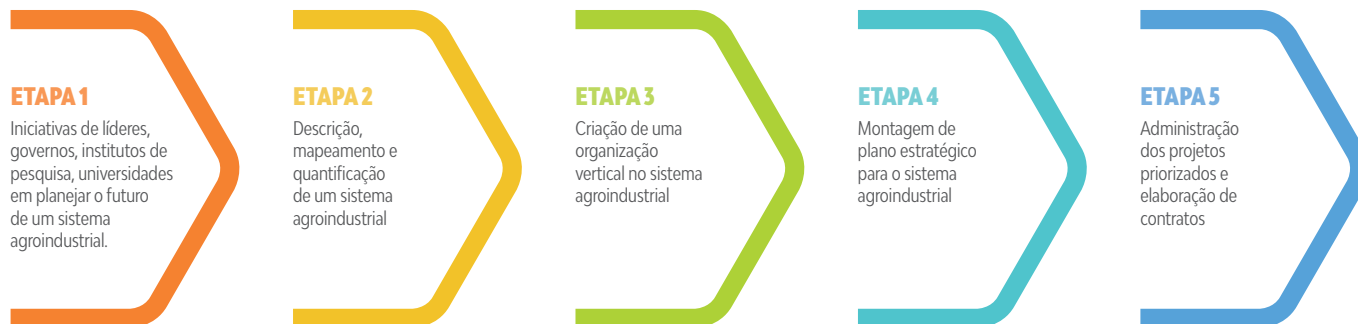 ETAPA 1
Iniciativas de líderes,
governos, institutos de
pesquisa, universidades
em planejar o futuro
de um sistema
agroindustrial.
ETAPA 2
Descrição,
mapeamento e
quantificação
de um sistema
agroindustrial
ETAPA 3
Criação de uma
organização
vertical no sistema
agroindustrial
ETAPA 4
Montagem de
plano estratégico
para o sistema
agroindustrial
ETAPA 5
Administração
dos projetos
priorizados e
elaboração de
contratos